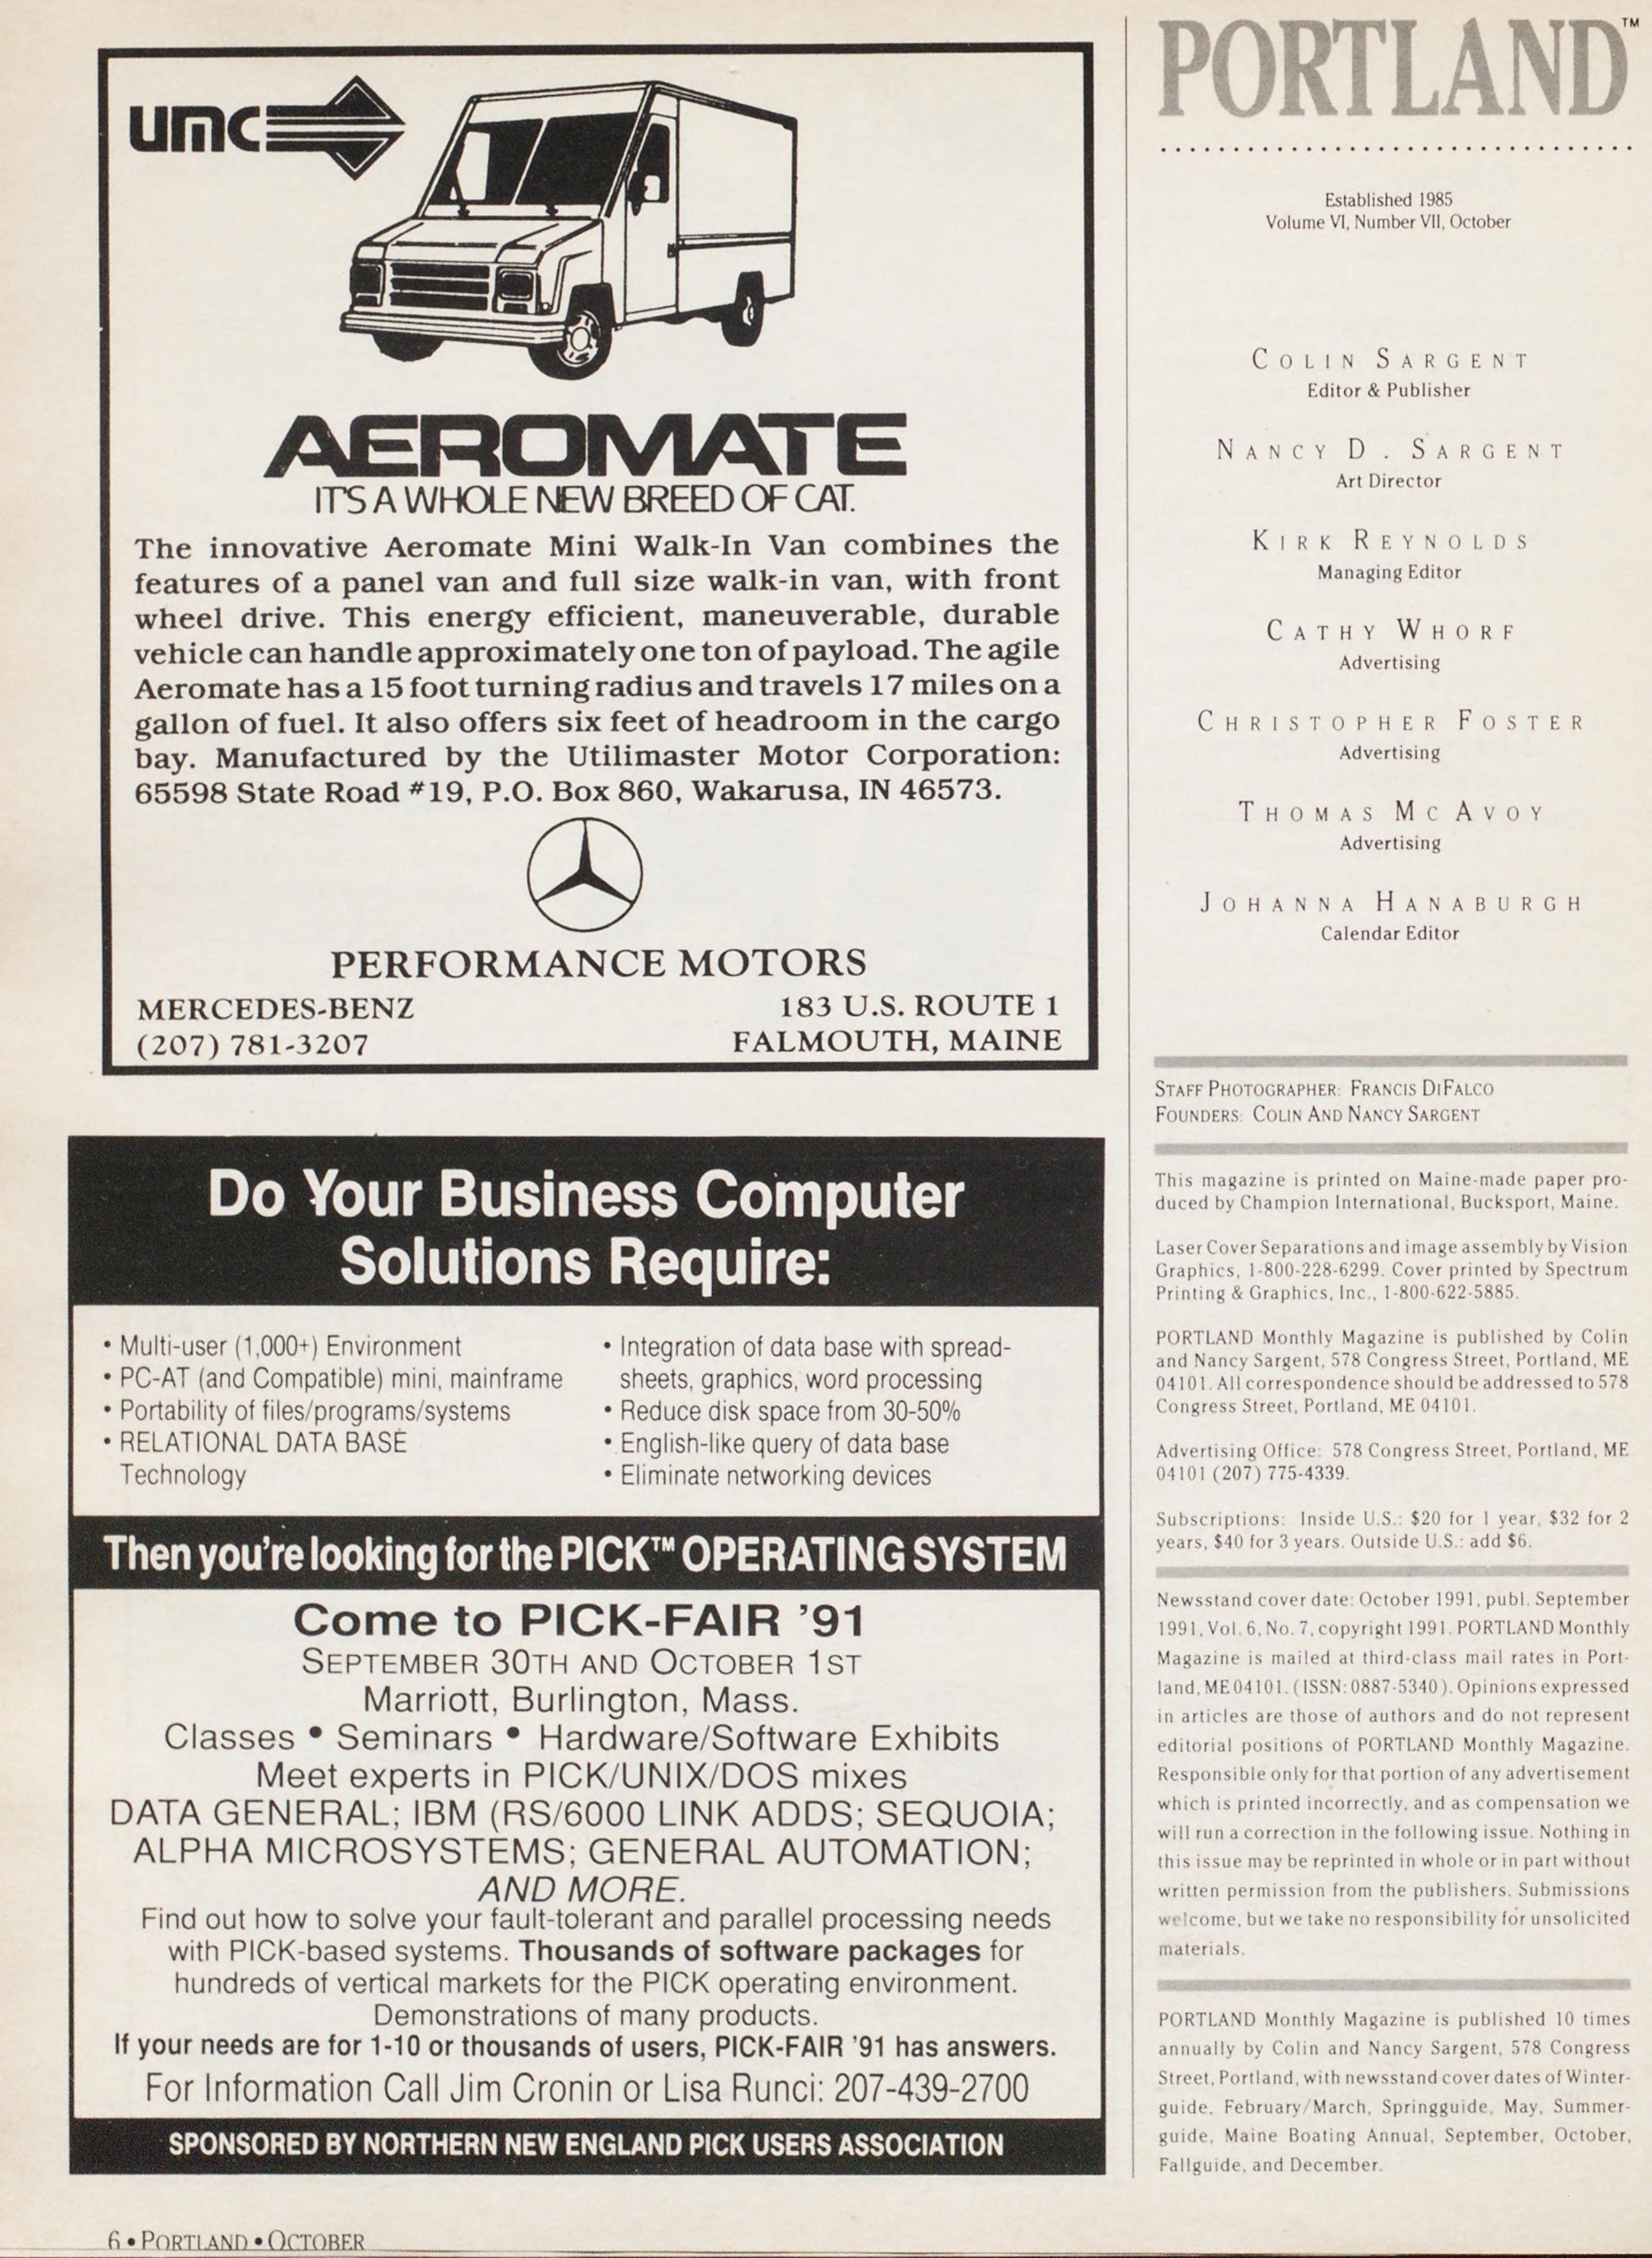 umc
AEROMATE
IT'S A WHOLE NEW BREED OF CAT.
The innovative Aeromate Mini Walk-In Van combines the
features of a panel van and full size walk-in van, with front
wheel drive. This energy efficient, maneuverable, durable
vehicle can handle approximately one ton of payload. The agile
Aeromate has a 15 foot turning radius and travels 17 miles on a
gallon of fuel. It also offers six feet of headroom in the cargo
bay. Manufactured by the Utilimaster Motor Corporation:
65598 State Road #19, P.O. Box 860, Wakarusa, IN 46573.
PERFORMANCE MOTORS
MERCEDES-BENZ
(207) 781-3207
183 U.S. ROUTE 1
FALMOUTH, MAINE
Do Your Business Computer
Solutions Require:
• Multi-user (1,000+) Environment
• PC-AT (and Compatible) mini, mainframe
• Portability of files/programs/systems
• RELATIONAL DATA BASE
Technology
• Integration of data base with spread-
sheets, graphics, word processing
• Reduce disk space from 30-50%
• English-like query of data base
• Eliminate networking devices
Then you're looking for the PICK™ OPERATING SYSTEM
Come to PICK-FAIR '91
SEPTEMBER 30TH AND OCTOBER 1ST
Marriott, Burlington, Mass.
Classes • Seminars • Hardware/Software Exhibits
Meet experts in PICK/UNIX/DOS mixes
DATA GENERAL; IBM (RS/6000 LINK ADDS; SEQUOIA;
ALPHA MICROSYSTEMS; GENERAL AUTOMATION;
AND MORE.
Find out how to solve your fault-tolerant and parallel processing needs
with PICK-based systems. Thousands of software packages for
hundreds of vertical markets for the PICK operating environment.
Demonstrations of many products.
If your needs are for 1-10 or thousands of users, PICK-FAIR '91 has answers.
For Information Call Jim Cronin or Lisa Runci: 207-439-2700
SPONSORED BY NORTHERN NEW ENGLAND PICK USERS ASSOCIATION
PORTLAND™
Established 1985
Volume VI, Number VII, October
COLIN SARGENT
Editor & Publisher
NANCY D. SARGENT
Art Director
KIRK REYNOLDS
Managing Editor
CATHY WHORF
Advertising
CHRISTOPHER FOSTER
Advertising
THOMAS MCAVOY
Advertising
JOHANNA HANABURGH
Calendar Editor
STAFF PHOTOGRAPHER: FRANCIS DIFALCO
FOUNDERS: COLIN AND NANCY SARGENT
This magazine is printed on Maine-made paper pro-
duced by Champion International, Bucksport, Maine.
Laser Cover Separations and image assembly by Vision
Graphics, 1-800-228-6299. Cover printed by Spectrum
Printing & Graphics, Inc., 1-800-622-5885.
PORTLAND Monthly Magazine is published by Colin
and Nancy Sargent, 578 Congress Street, Portland, ME
04101. All correspondence should be addressed to 578
Congress Street, Portland, ME 04101.
Advertising Office: 578 Congress Street, Portland, ME
04101 (207) 775-4339.
Subscriptions: Inside U.S.: $20 for 1 year, $32 for 2
years, $40 for 3 years. Outside U.S.: add $6.
Newsstand cover date: October 1991, publ. September
1991, Vol. 6, No. 7, copyright 1991. PORTLAND Monthly
Magazine is mailed at third-class mail rates in Port-
land, ME 04101. (ISSN: 0887-5340). Opinions expressed
in articles are those of authors and do not represent
editorial positions of PORTLAND Monthly Magazine.
Responsible only for that portion of any advertisement
which is printed incorrectly, and as compensation we
will run a correction in the following issue. Nothing in
this issue may be reprinted in whole or in part without
written permission from the publishers. Submissions
welcome, but we take no responsibility for unsolicited
materials.
PORTLAND Monthly Magazine is published 10 times
annually by Colin and Nancy Sargent, 578 Congress
Street, Portland, with newsstand cover dates of Winter-
guide, February/March, Springguide, May, Summer-
guide, Maine Boating Annual, September, October,
Fallguide, and December.
6 • PORTLAND • OCTOBER